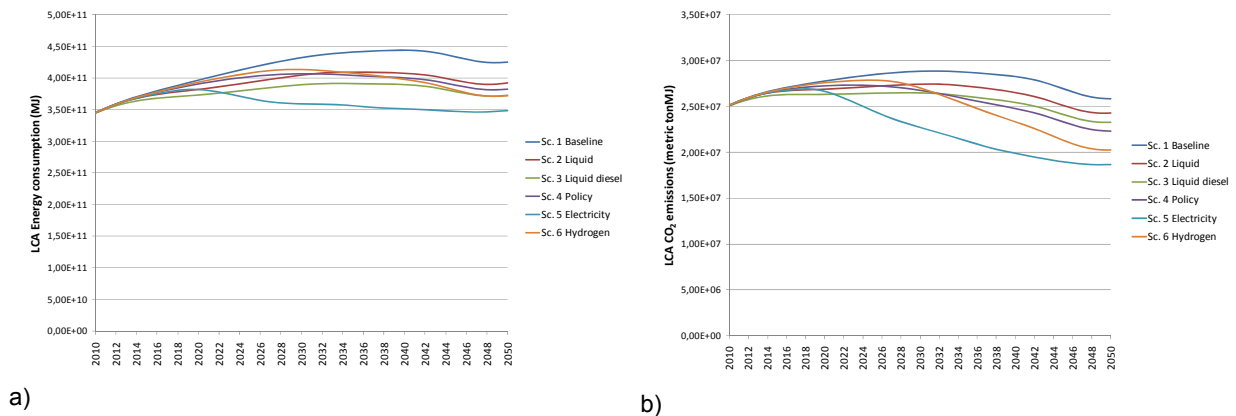 5,00E+11
4,50E+11
4,00E+11
3,50E+11
3,00E+11
2,50E+11
2,00E+11
1,50E+11
1,00E+11
5,00E+10
0,00E+00
LCA Energy consumption (MJ)
2010 2012 2014 2016 2018 2020 2022 2024 2026 2028 2030 2032 2034 2036 2038 2040 2042 2044 2046 2048 2050
Sc. 1 Baseline
Sc. 2 Liquid
Sc. 3 Liquid diesel
Sc. 4 Policy
Sc. 5 Electricity
Sc. 6 Hydrogen
a)
3,50E+07
3,00E+07
2,50E+07
2,00E+07
1,50E+07
1,00E+07
5,00E+06
0,00E+00
LCA CO₂ emissions (metric tonMJ)
2010 2012 2014 2016 2018 2020 2022 2024 2026 2028 2030 2032 2034 2036 2038 2040 2042 2044 2046 2048 2050
Sc. 1 Baseline
Sc. 2 Liquid
Sc. 3 Liquid diesel
Sc. 4 Policy
Sc. 5 Electricity
Sc. 6 Hydrogen
b)